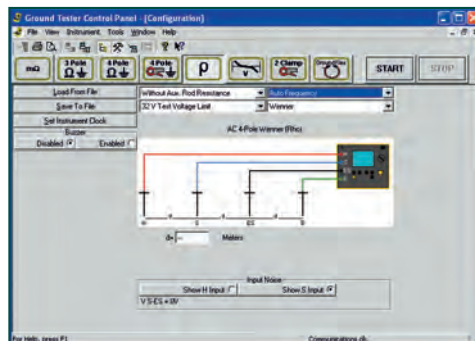 Ground Tester Control Panel - [Configuration]
File View Instrument Tools Window Help
mΩ
3 Pole
Ω
4 Pole
Ω
4 Pole
ρ
V
2 Clamp
START
STOP
Load From File
Without Aux. Rod Resistance
Auto Frequency
Save To File
32 V Test Voltage Limit
Wenner
Set Instrument Clock
Buzzer
Disabled
Enabled
AC 4-Pole Wenner (Rho)
d d d
H S ES E
d= -- Meters
Input Noise
Show H Input
Show S Input
V S-ES = 0V
For Help, press F1
Communications ok.